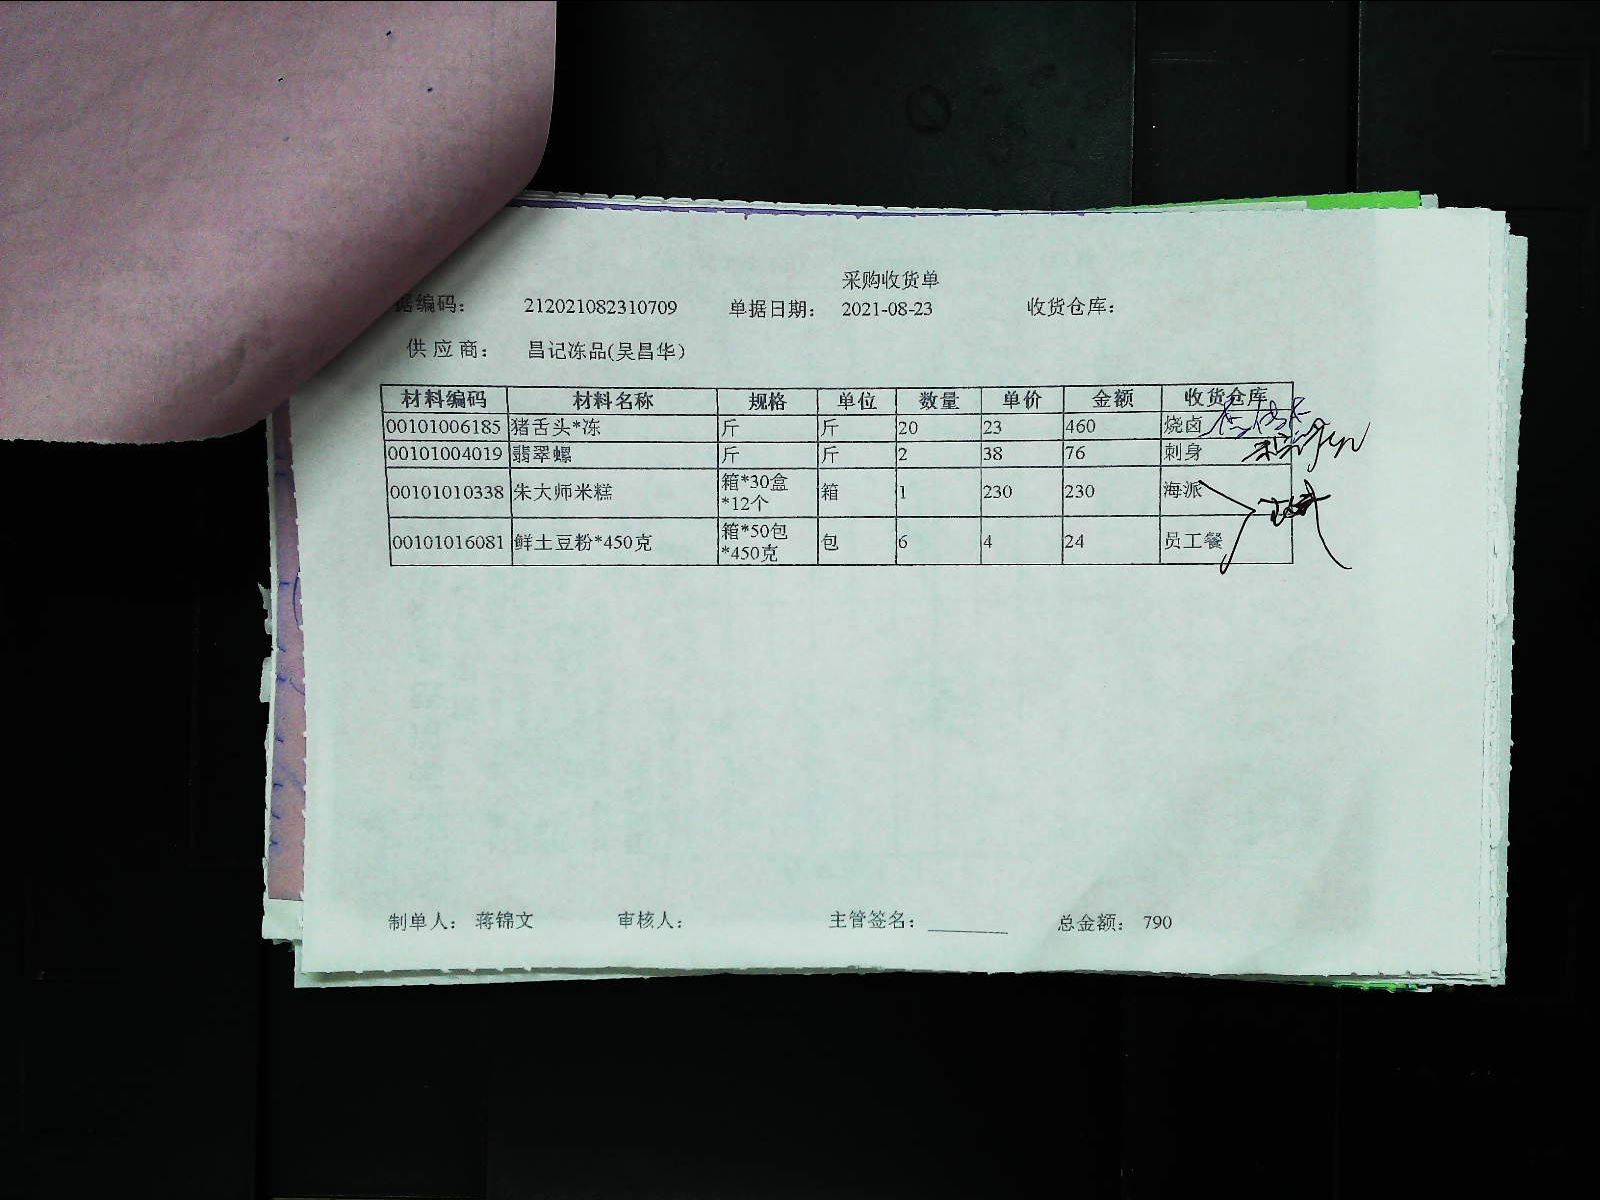 采购收货单
据编码： 212021082310709 单据日期： 2021-08-23 收货仓库：
供应商： 昌记冻品(吴昌华)
材料编码 材料名称 规格 单位 数量 单价 金额 收货仓库
00101006185 猪舌头*冻 斤 斤 20 23 460 烧卤
00101004019 翡翠螺 斤 斤 2 38 76 刺身
00101010338 朱大师米糕 箱*30盒*12个 箱 1 230 230 海派
00101016081 鲜土豆粉*450克 箱*50包*450克 包 6 4 24 员工餐
制单人： 蒋锦文 审核人： 主管签名： 总金额： 790